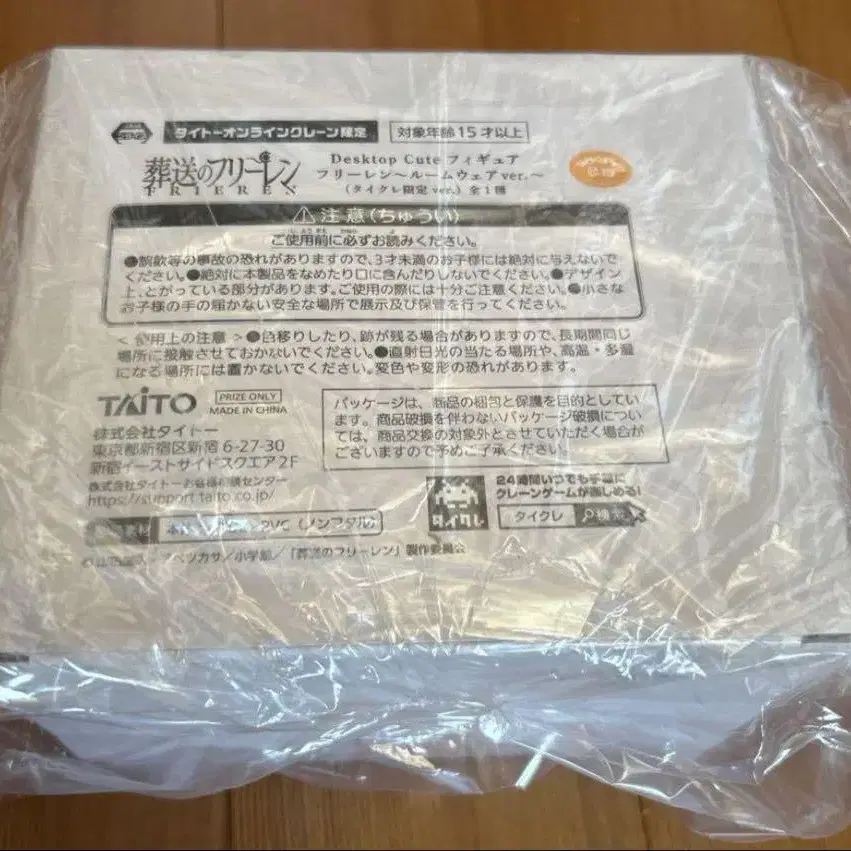 タイトーオンラインクレーン限定
対象年齢15才以上
葬送のフリーレン
FRIEREN
Desktop Cute フィギュア
フリーレン～ルームウェアver.～
(タイクレ限定ver.) 全1種
⚠注意(ちゅうい)
ご使用前に必ずお読みください。
●誤飲等の事故の恐れがありますので、3才未満のお子様には絶対に与えないで
ください。●絶対に本製品をなめたり口に含んだりしないでください。●デザイン
上、とがっている部分があります。ご使用の際には十分ご注意ください。●小さな
お子様の手の届かない安全な場所で展示及び保管を行ってください。
< 使用上の注意 >●色移りしたり、跡が残る場合がありますので、長期間同じ
場所に接触させておかないでください。●直射日光の当たる場所や、高温・多湿
になる場所には置かないでください。変色や変形の恐れがあります。
TAITO
PRIZE ONLY
MADE IN CHINA
株式会社タイトー
東京都新宿区新宿6-27-30
新宿イーストサイドスクエア2F
株式会社タイトーお客様相談センター
https://support.taito.co.jp/
パッケージは、商品の梱包と保護を目的としてい
ます。商品破損を伴わないパッケージ破損につい
ては、商品交換の対象外とさせていただく場合が
ございますので予めご了承ください。
タイクレ
24時間いつでも手軽に
クレーンゲームが楽しめる!
タイクレ 検索
PVC (ノンフタル)
アベツカサ/小学館/「葬送のフリーレン」製作委員会